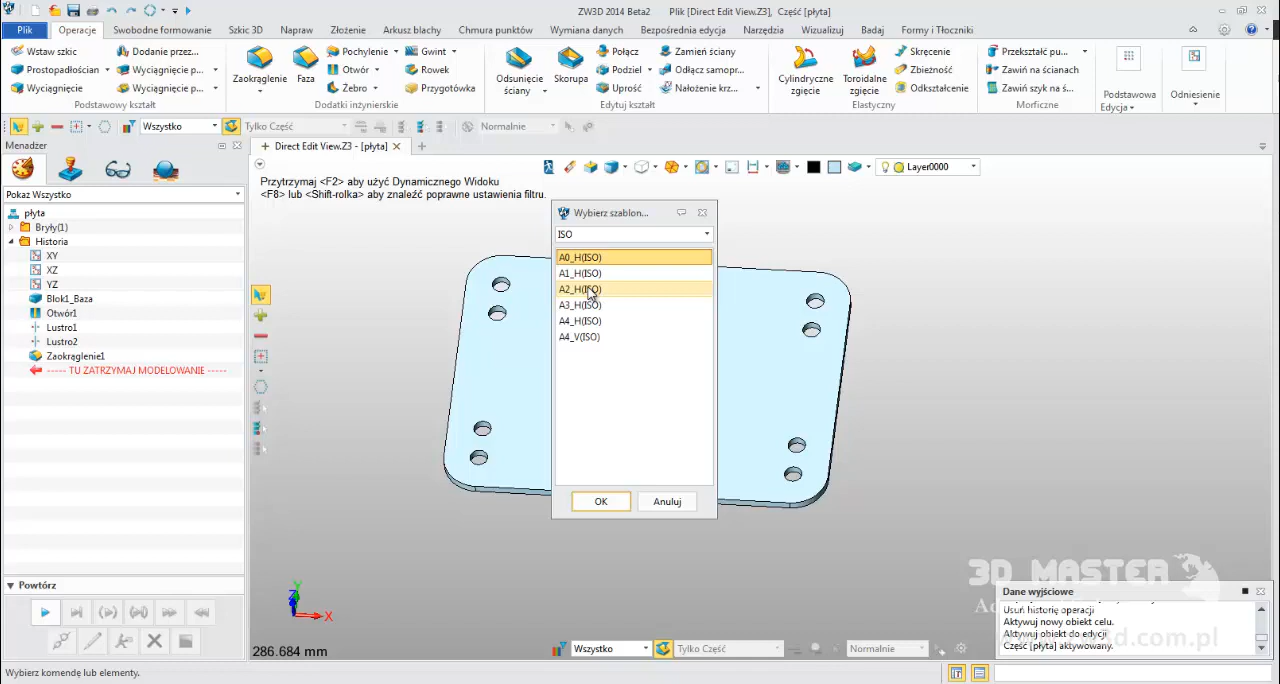 ZW3D 2014 Beta2 Plik [Direct Edit View.Z3], Część [płyta]
Plik Operacje Swobodne formowanie Szkic 3D Napraw Złożenie Arkusz blachy Chmura punktów Wymiana danych Bezpośrednia edycja Narzędzia Wizualizuj Badaj Formy i Tłoczniki
Wstaw szkic
Prostopadłościan
Wyciągnięcie
Dodanie przez...
Wyciągnięcie p...
Wyciągnięcie p...
Podstawowy kształt
Zaokrąglenie
Faza
Pochylenie
Otwór
Żebro
Gwint
Rowek
Przygotówka
Dodatki inżynierskie
Odsunięcie ściany
Skorupa
Połącz
Podziel
Uprość
Zamień ściany
Odłącz samopr...
Nałożenie krz...
Edytuj kształt
Cylindryczne zgięcie
Toroidalne zgięcie
Skręcenie
Zbieżność
Odkształcenie
Elastyczny
Przekształć pu...
Zawiń na ścianach
Zawiń szyk na ś...
Morficzne
Podstawowa Edycja
Odniesienie
Wszystko
Tylko Część
Normalnie
Menadżer
Direct Edit View.Z3 - [płyta]
Pokaż Wszystko
płyta
Bryły(1)
Historia
XY
XZ
YZ
Blok1_Baza
Otwór1
Lustro1
Lustro2
Zaokrąglenie1
----- TU ZATRZYMAJ MODELOWANIE -----
Layer0000
Przytrzymaj <F2> aby użyć Dynamicznego Widoku
<F8> lub <Shift-rolka> aby znaleźć poprawne ustawienia filtru.
Wybierz szablon...
ISO
A0_H(ISO)
A1_H(ISO)
A2_H(ISO)
A3_H(ISO)
A4_H(ISO)
A4_V(ISO)
OK Anuluj
Powtórz
Z
Y
X
286.684 mm
3D MASTER
Wszystko
Tylko Część
Normalnie
Dane wyjściowe
Usuń historię operacji
Aktywuj nowy obiekt celu.
Aktywuj obiekt do edycji
Część [płyta] aktywowany.
Wybierz komendę lub elementy.